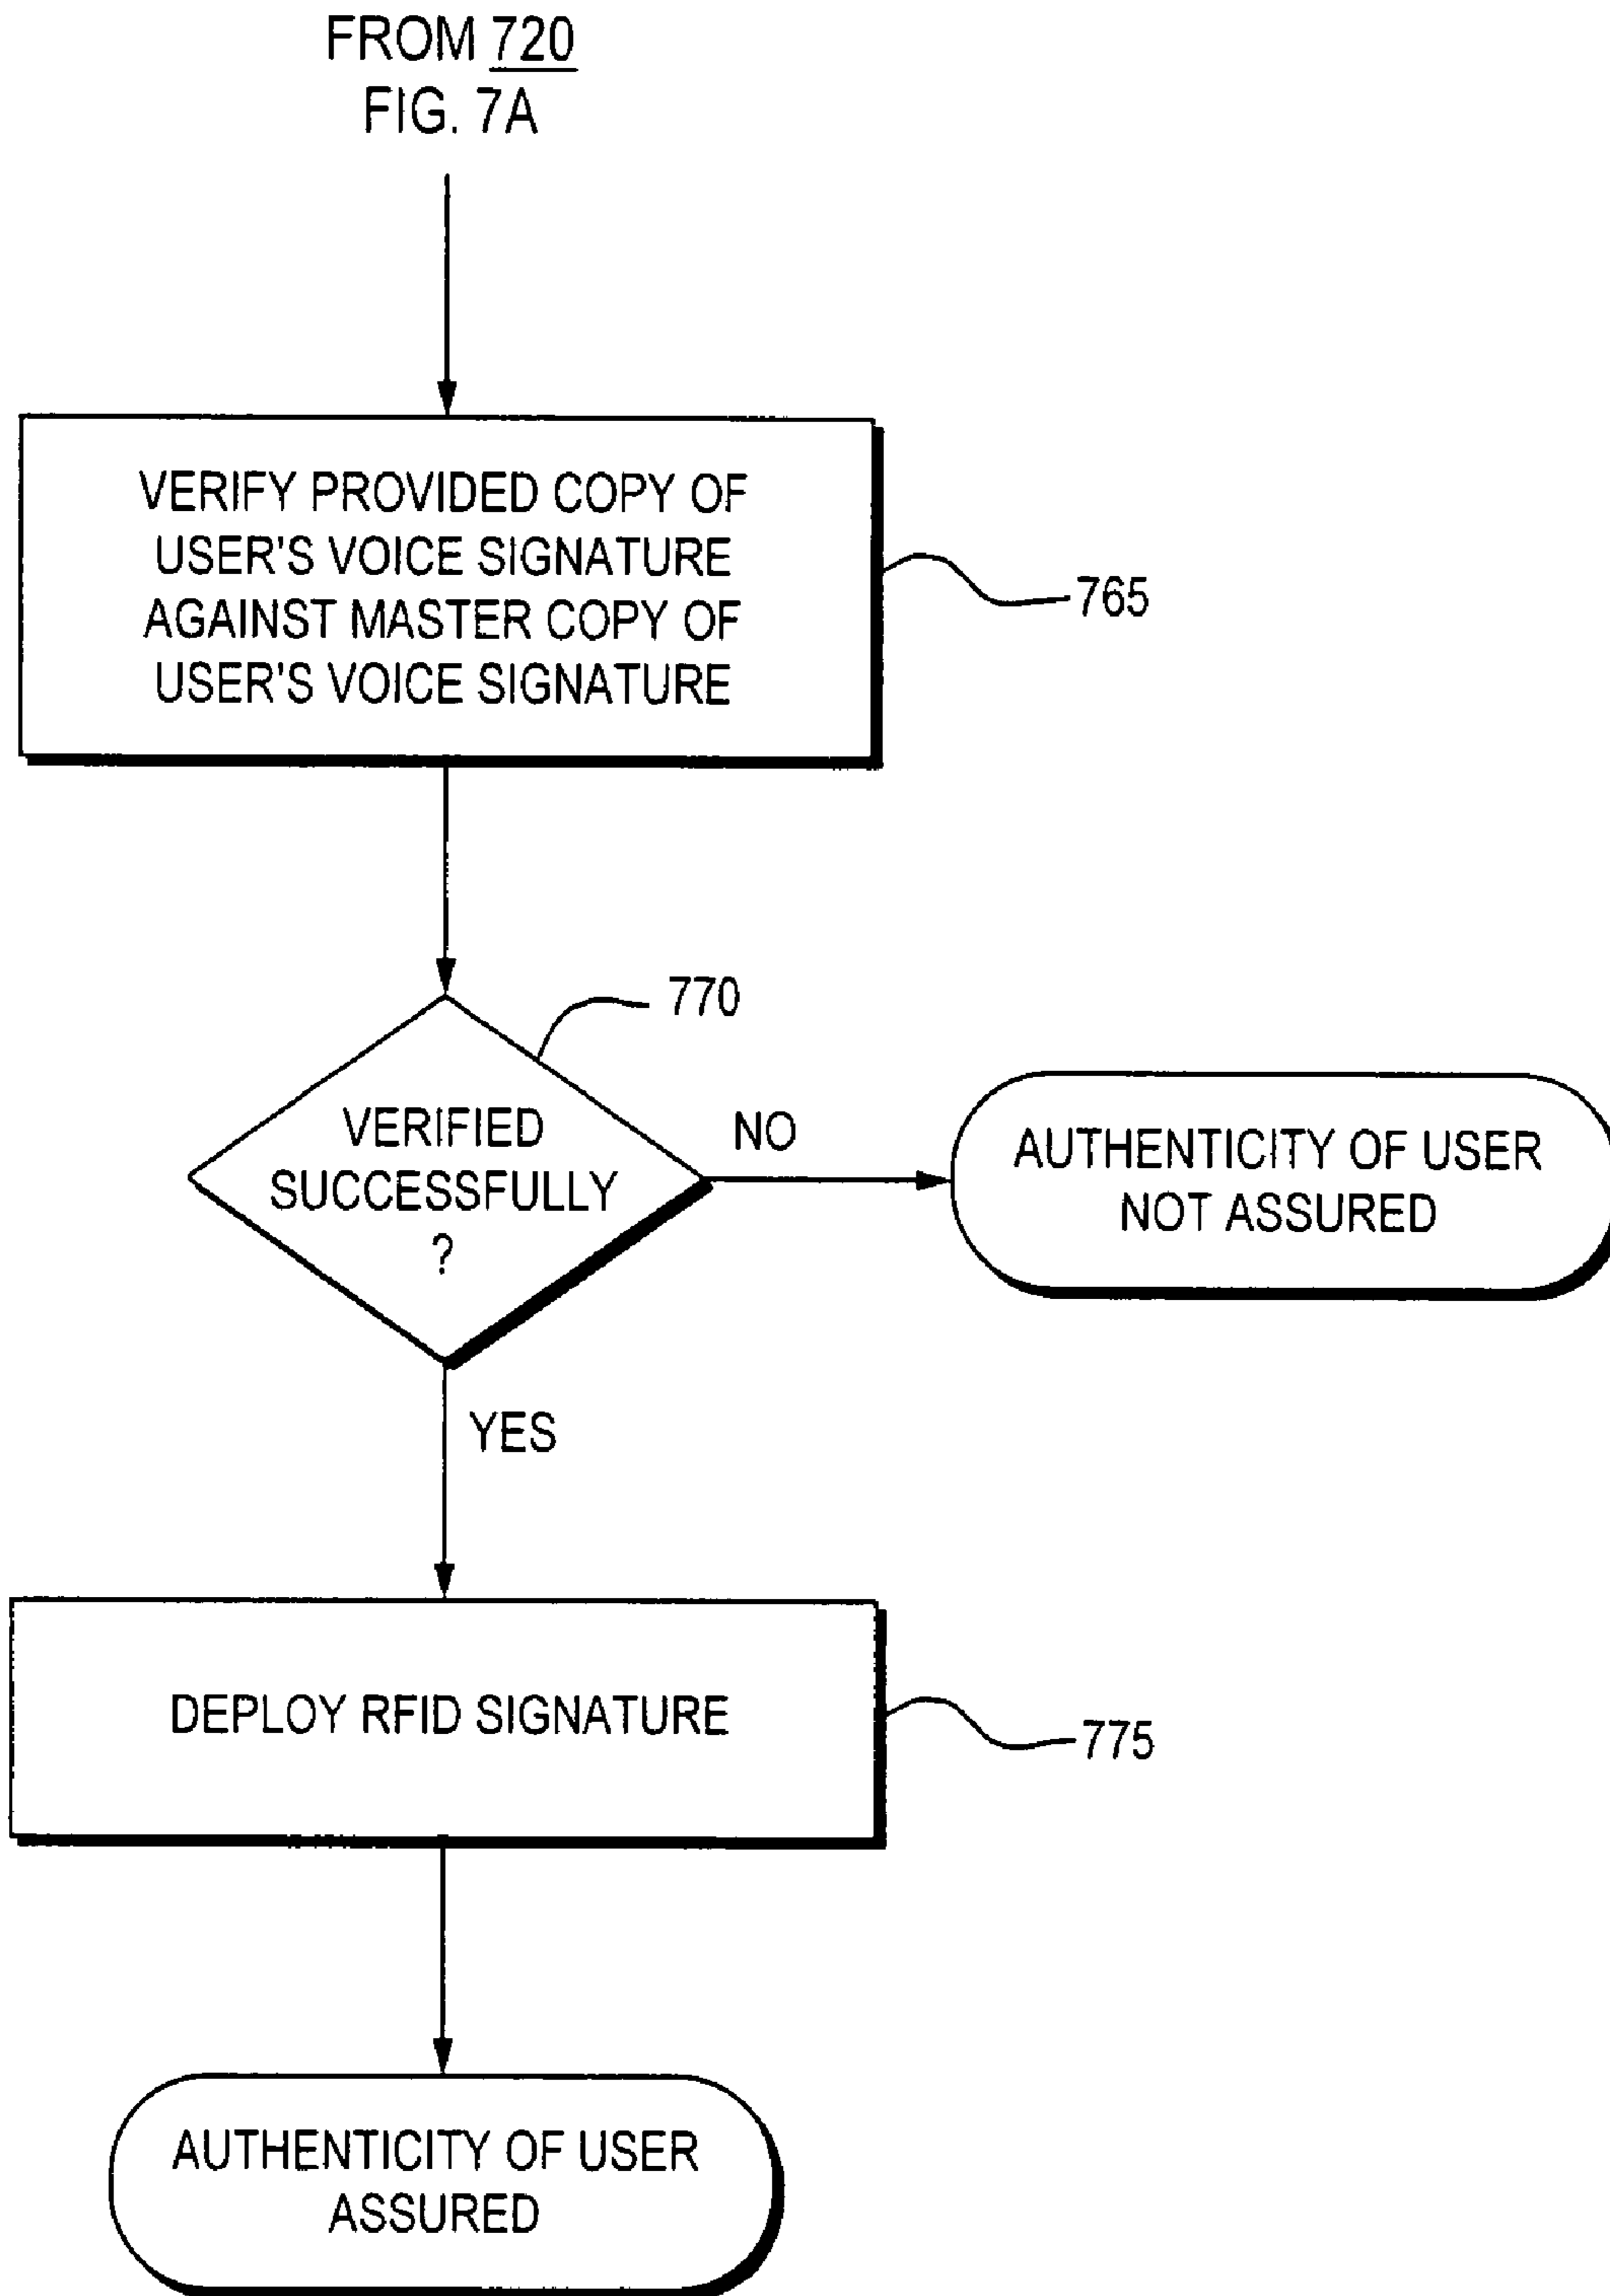 FROM 720
FIG. 7A
VERIFY PROVIDED COPY OF
USER'S VOICE SIGNATURE
AGAINST MASTER COPY OF
USER'S VOICE SIGNATURE
765
770
VERIFIED
SUCCESSFULLY
?
NO
AUTHENTICITY OF USER
NOT ASSURED
YES
DEPLOY RFID SIGNATURE
775
AUTHENTICITY OF USER
ASSURED